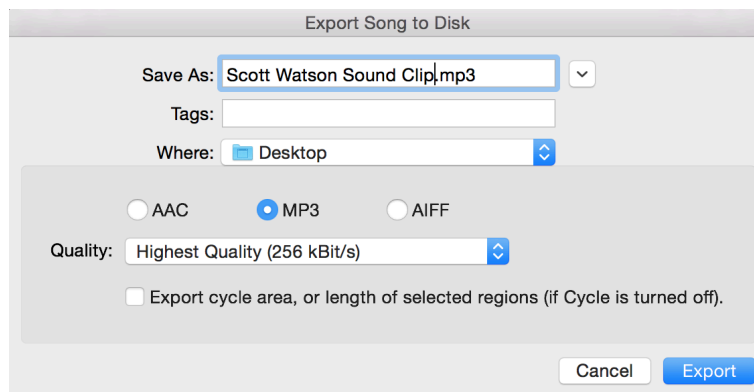 Export Song to Disk
Save As: Scott Watson Sound Clip.mp3
Tags:
Where: Desktop
AAC MP3 AIFF
Quality: Highest Quality (256 kBit/s)
Export cycle area, or length of selected regions (if Cycle is turned off).
Cancel Export